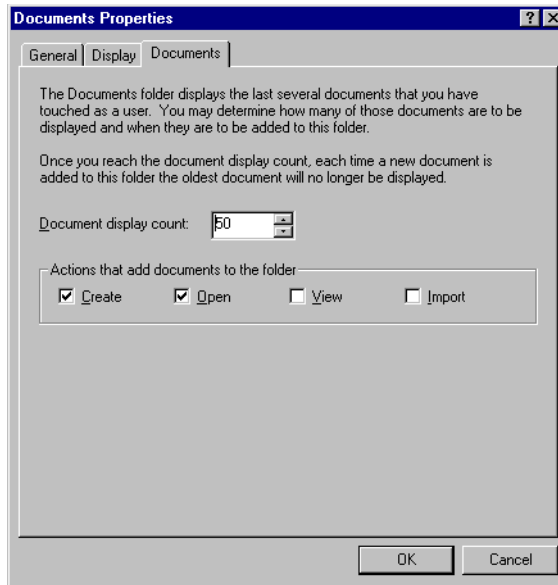 Documents Properties
General Display Documents
The Documents folder displays the last several documents that you have
touched as a user. You may determine how many of those documents are to be
displayed and when they are to be added to this folder.
Once you reach the document display count, each time a new document is
added to this folder the oldest document will no longer be displayed.
Document display count: 50
Actions that add documents to the folder
Create Open View Import
OK Cancel